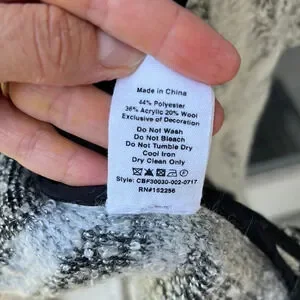 Made in China
44% Polyester
36% Acrylic 20% Wool
Exclusive of Decoration
Do Not Wash
Do Not Bleach
Do Not Tumble Dry
Cool Iron
Dry Clean Only
Style: CBF30030-002-0717
RN#152256